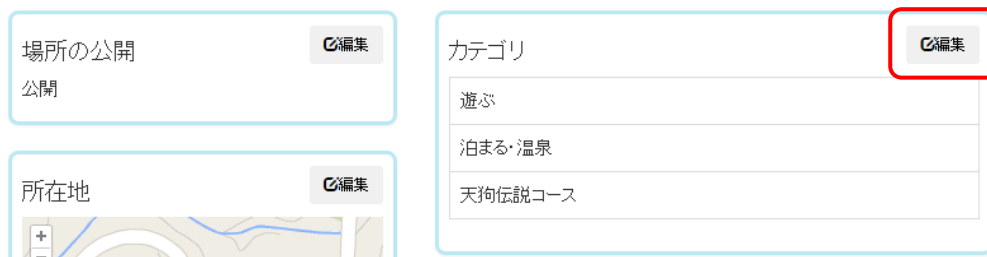 場所の公開
編集
公開
所在地
編集
+
カテゴリ
編集
遊ぶ
泊まる・温泉
天狗伝説コース